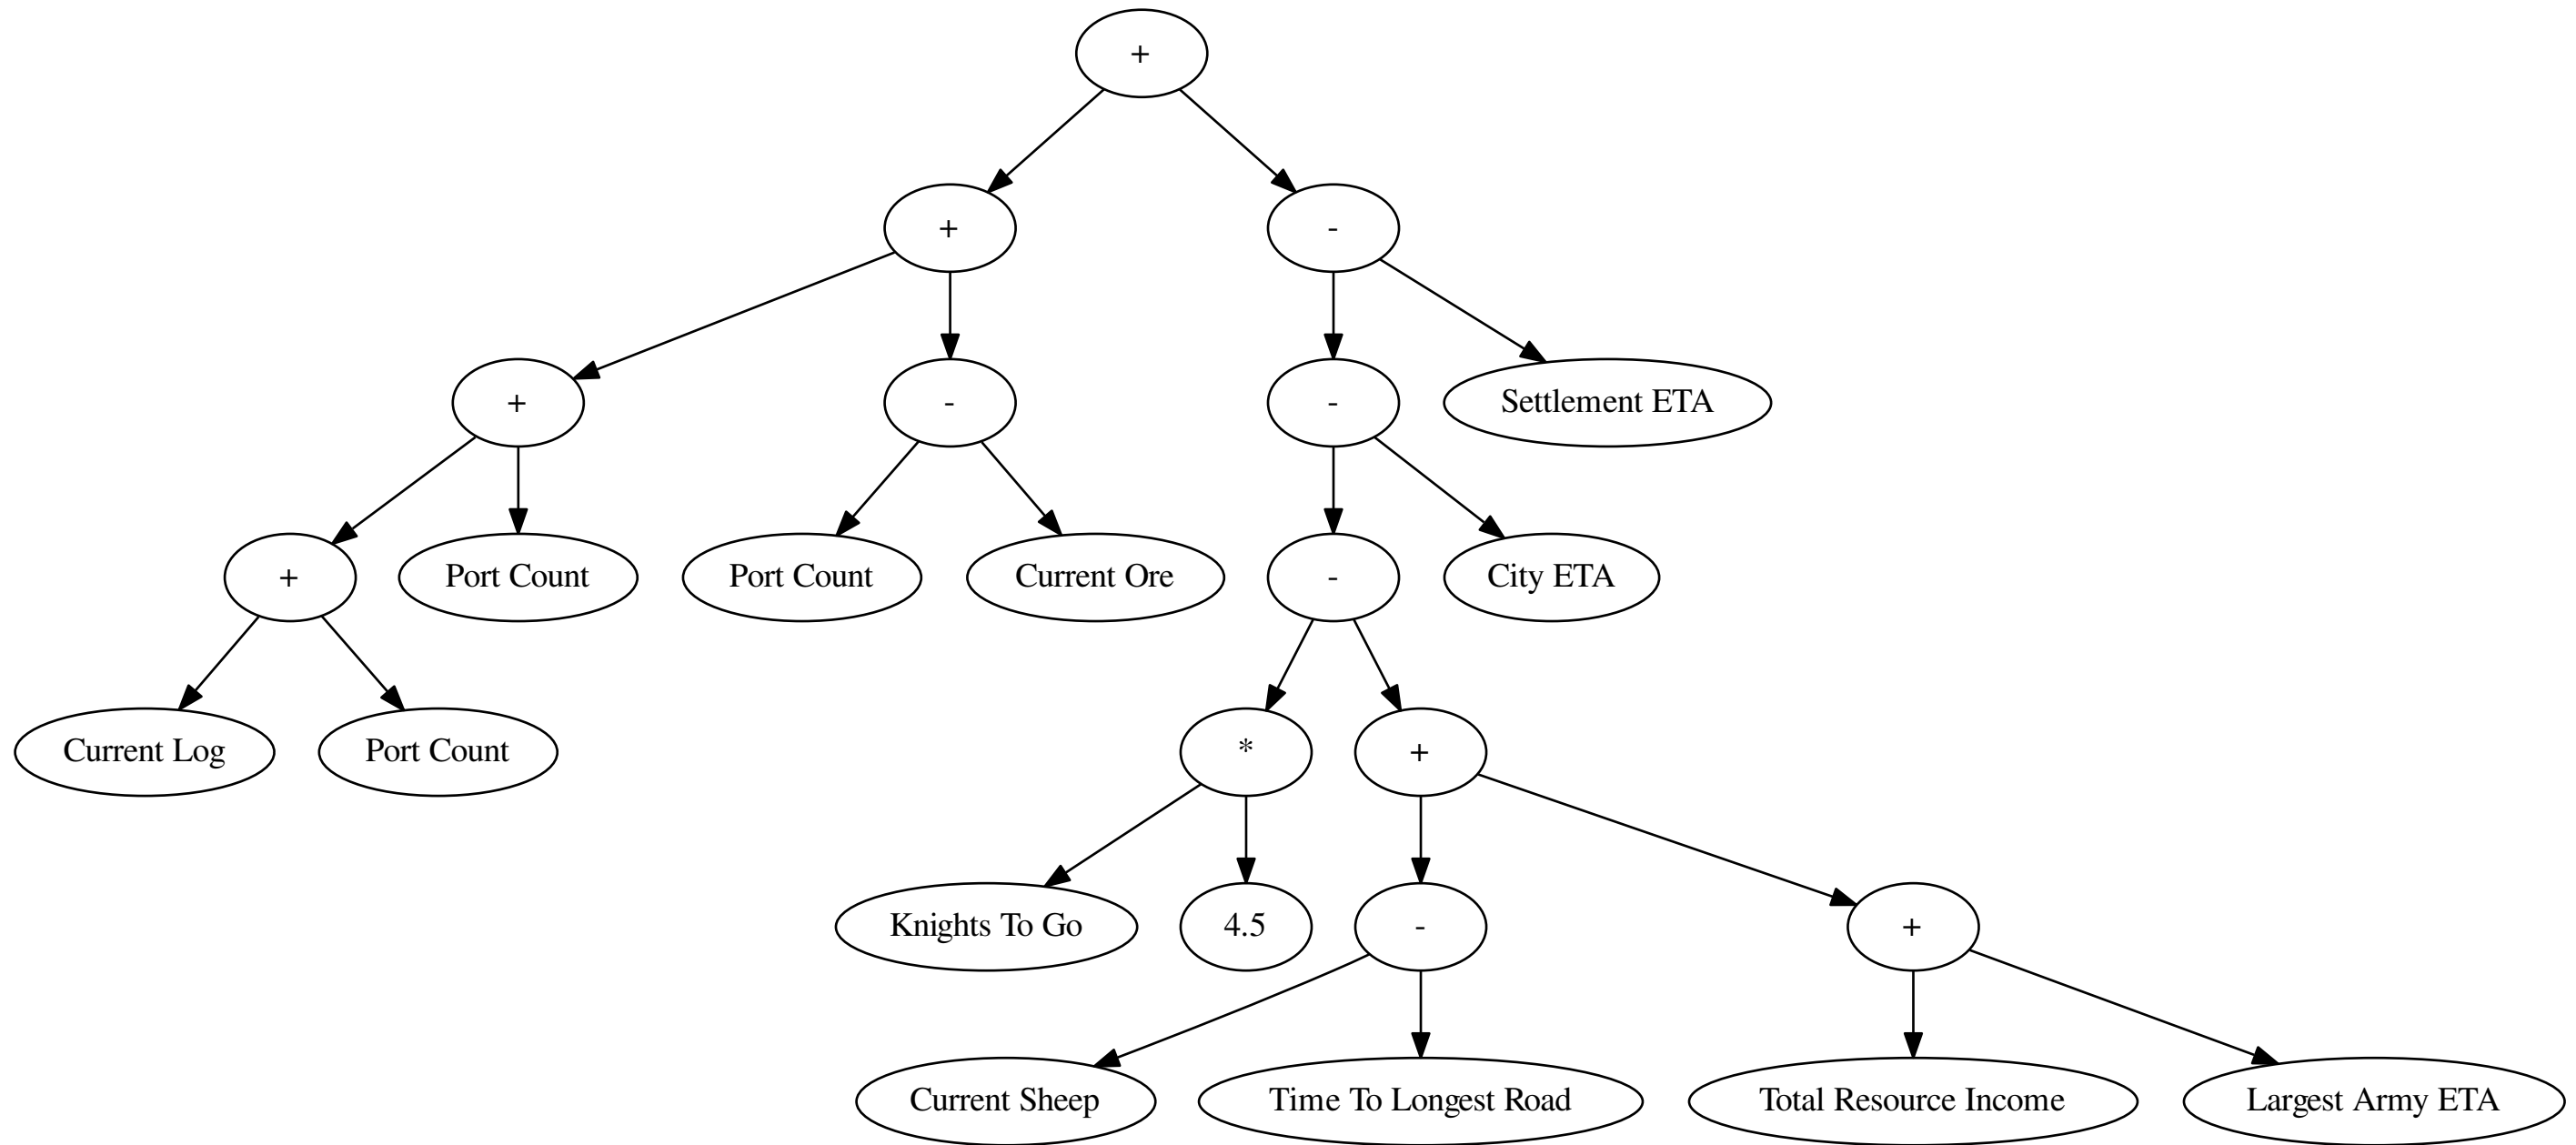 +
+
-
+
-
-
Settlement ETA
+
Port Count
Port Count
Current Ore
-
City ETA
Current Log
Port Count
*
+
Knights To Go
4.5
-
+
Current Sheep
Time To Longest Road
Total Resource Income
Largest Army ETA